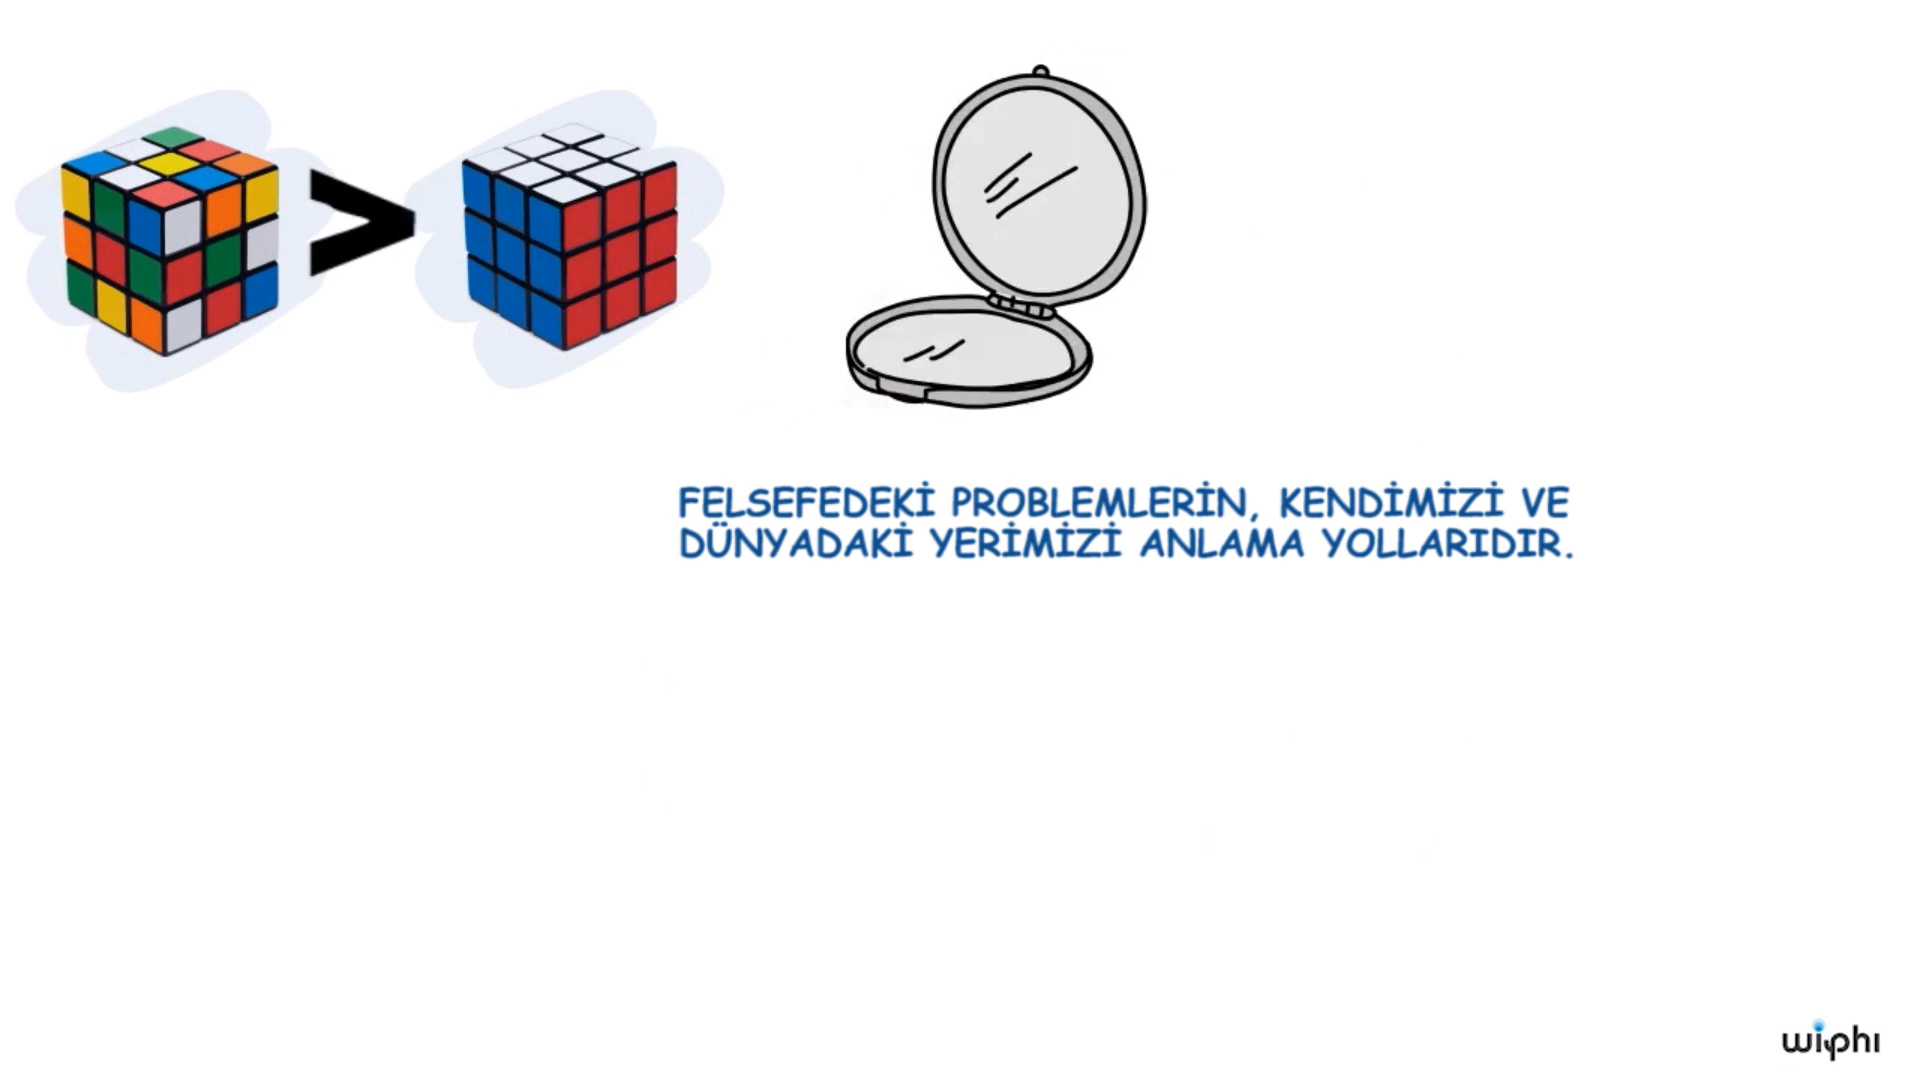 >
FELSEFEDEKİ PROBLEMLERİN, KENDİMİZİ VE
DÜNYADAKİ YERİMİZİ ANLAMA YOLLARIDIR.
wiphi